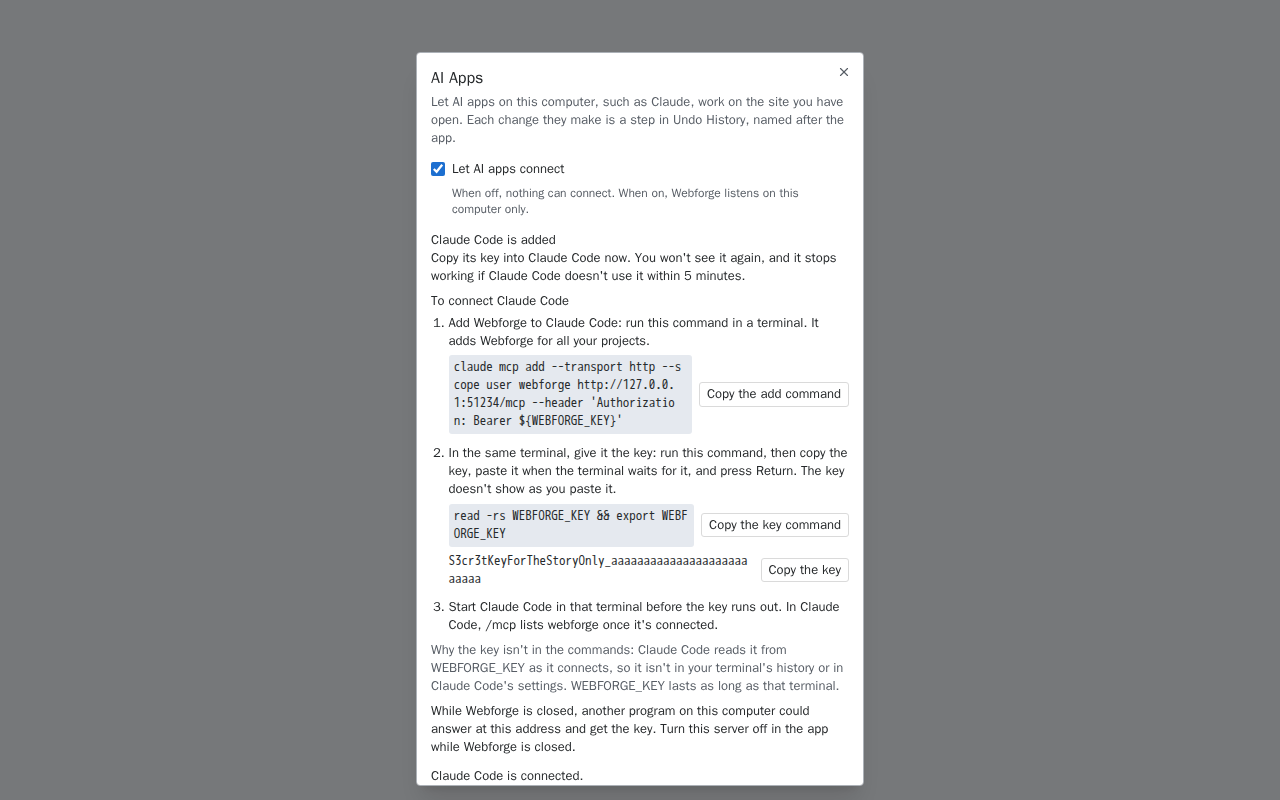 AI Apps
Let AI apps on this computer, such as Claude, work on the site you have
open. Each change they make is a step in Undo History, named after the
app.
Let AI apps connect
When off, nothing can connect. When on, Webforge listens on this
computer only.
Claude Code is added
Copy its key into Claude Code now. You won't see it again, and it stops
working if Claude Code doesn't use it within 5 minutes.
To connect Claude Code
1. Add Webforge to Claude Code: run this command in a terminal. It
adds Webforge for all your projects.
claude mcp add --transport http --s
cope user webforge http://127.0.0.
1:51234/mcp --header 'Authorizatio
n: Bearer ${WEBFORGE_KEY}'
Copy the add command
2. In the same terminal, give it the key: run this command, then copy the
key, paste it when the terminal waits for it, and press Return. The key
doesn't show as you paste it.
read -rs WEBFORGE_KEY && export WEBF
ORGE_KEY
Copy the key command
S3cr3tKeyForTheStoryOnly_aaaaaaaaaaaaaaaaaaaaa
aaaaa
Copy the key
3. Start Claude Code in that terminal before the key runs out. In Claude
Code, /mcp lists webforge once it's connected.
Why the key isn't in the commands: Claude Code reads it from
WEBFORGE_KEY as it connects, so it isn't in your terminal's history or in
Claude Code's settings. WEBFORGE_KEY lasts as long as that terminal.
While Webforge is closed, another program on this computer could
answer at this address and get the key. Turn this server off in the app
while Webforge is closed.
Claude Code is connected.